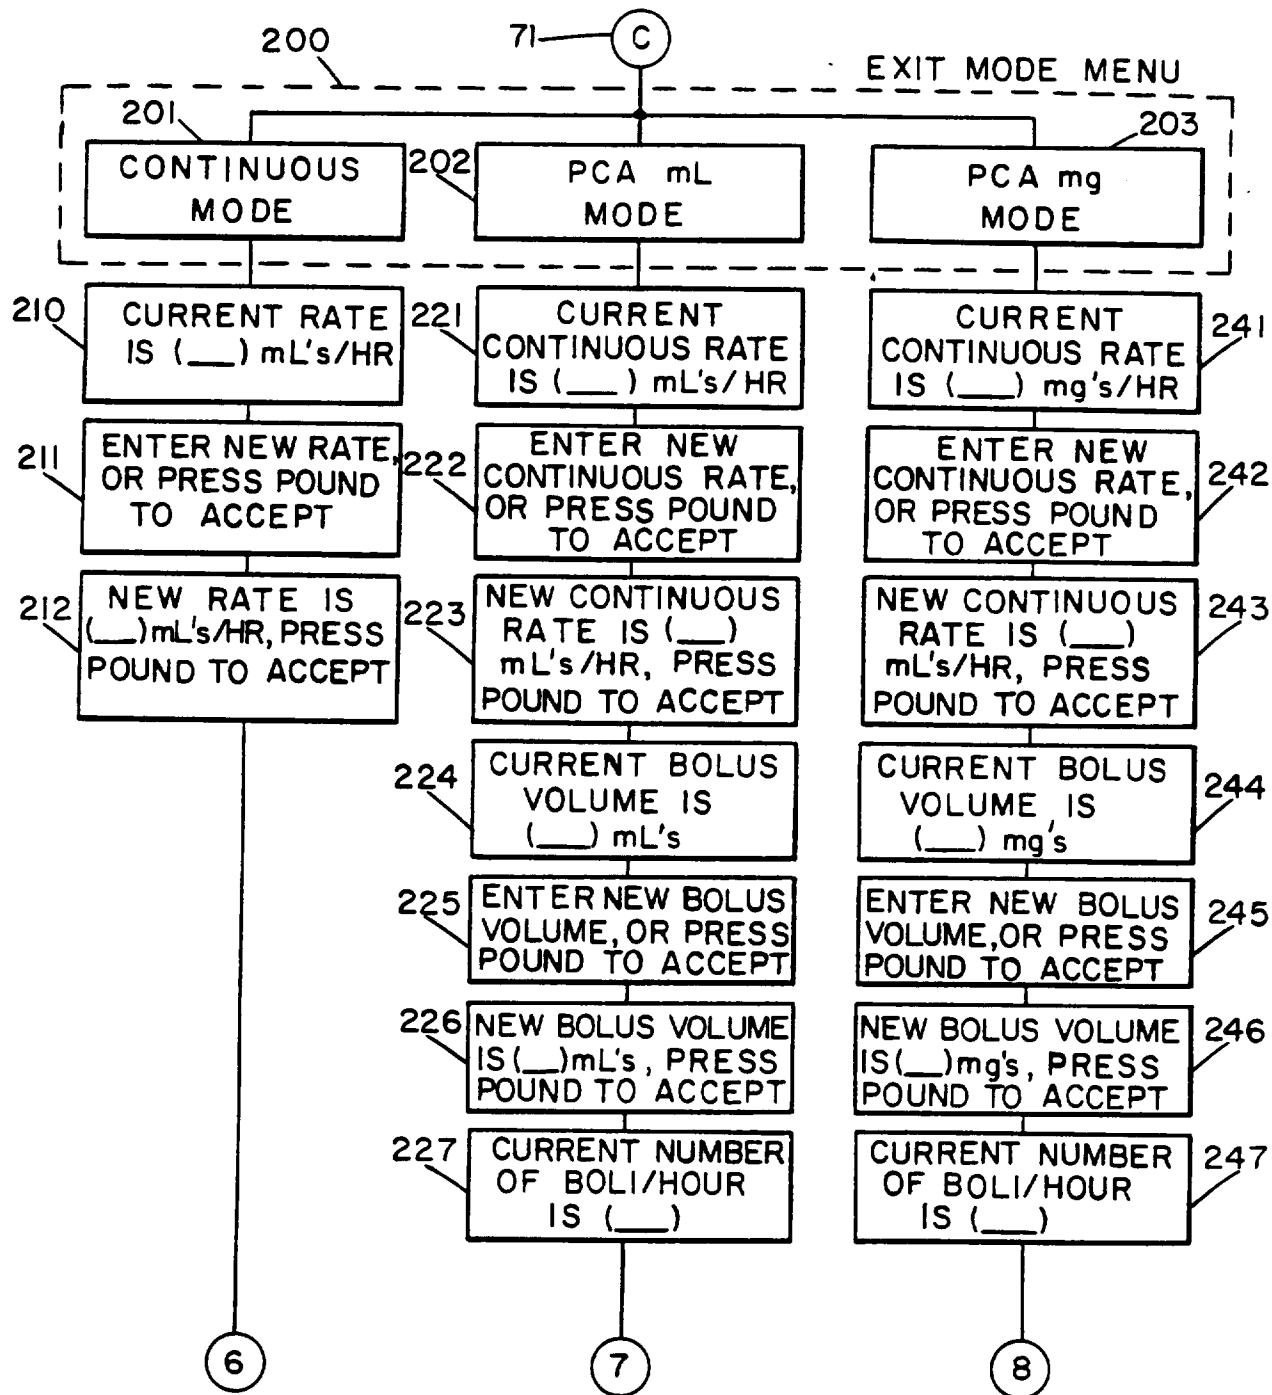 71
C
200
EXIT MODE MENU
201
CONTINUOUS
MODE
202
PCA mL
MODE
203
PCA mg
MODE
210
CURRENT RATE
IS (___) mL's/HR
211
ENTER NEW RATE,
OR PRESS POUND
TO ACCEPT
212
NEW RATE IS
(__)mL's/HR, PRESS
POUND TO ACCEPT
6
221
CURRENT
CONTINUOUS RATE
IS (___) mL's/HR
222
ENTER NEW
CONTINUOUS RATE,
OR PRESS POUND
TO ACCEPT
223
NEW CONTINUOUS
RATE IS (___)
mL's/HR, PRESS
POUND TO ACCEPT
224
CURRENT BOLUS
VOLUME IS
(___) mL's
225
ENTER NEW BOLUS
VOLUME, OR PRESS
POUND TO ACCEPT
226
NEW BOLUS VOLUME
IS (__)mL's, PRESS
POUND TO ACCEPT
227
CURRENT NUMBER
OF BOLI/HOUR
IS (___)
7
241
CURRENT
CONTINUOUS RATE
IS (___) mg's/HR
242
ENTER NEW
CONTINUOUS RATE,
OR PRESS POUND
TO ACCEPT
243
NEW CONTINUOUS
RATE IS (___)
mL's/HR, PRESS
POUND TO ACCEPT
244
CURRENT BOLUS
VOLUME IS
(___) mg's
245
ENTER NEW BOLUS
VOLUME, OR PRESS
POUND TO ACCEPT
246
NEW BOLUS VOLUME
IS (__)mg's, PRESS
POUND TO ACCEPT
247
CURRENT NUMBER
OF BOLI/HOUR
IS (___)
8